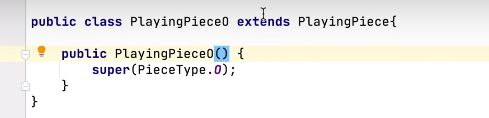 public class PlayingPieceO extends PlayingPiece{
public PlayingPieceO() {
super(PieceType.O);
}
}